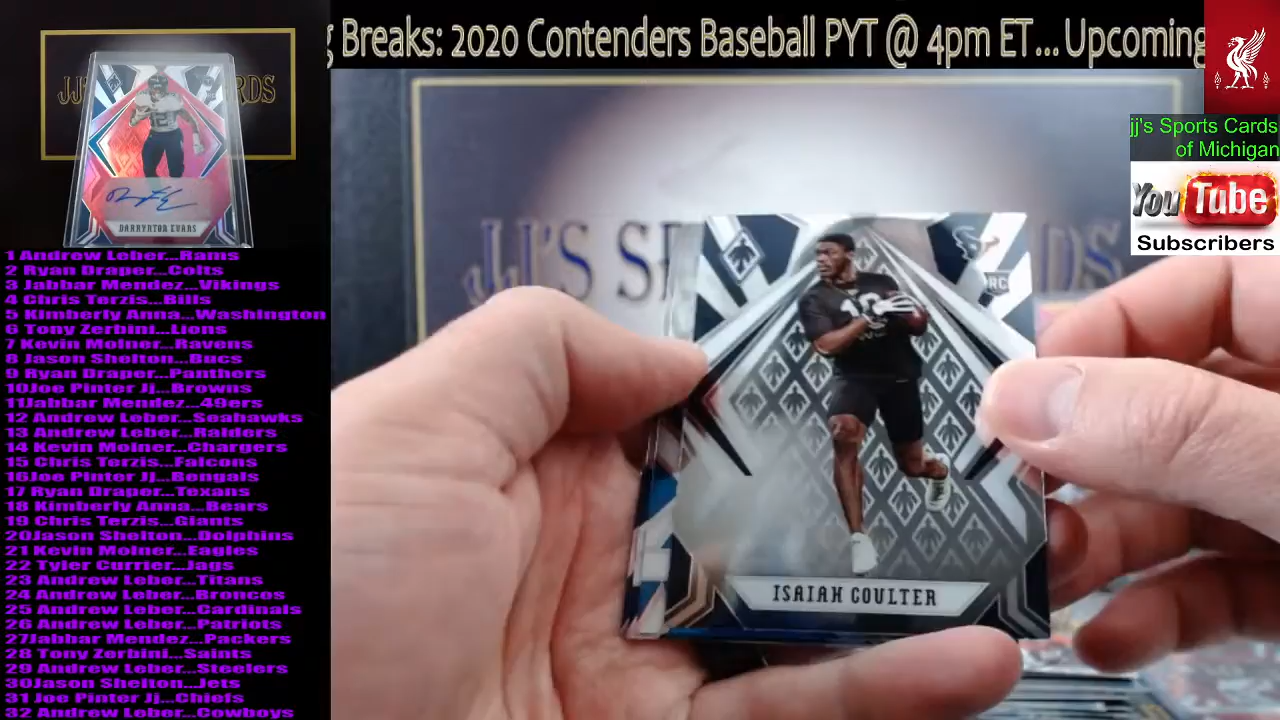 g Breaks: 2020 Contenders Baseball PYT @ 4pm ET... Upcoming
jj's Sports Cards
of Michigan
YouTube
Subscribers
JJ
RDS
DARRYNTON EVANS
JJ'S S
RDS
RC
ISAIAH COULTER
1 Andrew Leber...Rams
2 Ryan Draper...Colts
3 Jabbar Mendez...Vikings
4 Chris Terzis...Bills
5 Kimberly Anna...Washington
6 Tony Zerbini...Lions
7 Kevin Molner...Ravens
8 Jason Shelton...Bucs
9 Ryan Draper...Panthers
10Joe Pinter Jj...Browns
11Jabbar Mendez...49ers
12 Andrew Leber...Seahawks
13 Andrew Leber...Raiders
14 Kevin Molner...Chargers
15 Chris Terzis...Falcons
16Joe Pinter Jj...Bengals
17 Ryan Draper...Texans
18 Kimberly Anna...Bears
19 Chris Terzis...Giants
20Jason Shelton...Dolphins
21 Kevin Molner...Eagles
22 Tyler Currier...Jags
23 Andrew Leber...Titans
24 Andrew Leber...Broncos
25 Andrew Leber...Cardinals
26 Andrew Leber...Patriots
27Jabbar Mendez...Packers
28 Tony Zerbini...Saints
29 Andrew Leber...Steelers
30Jason Shelton...Jets
31 Joe Pinter Jj...Chiefs
32 Andrew Leber...Cowboys